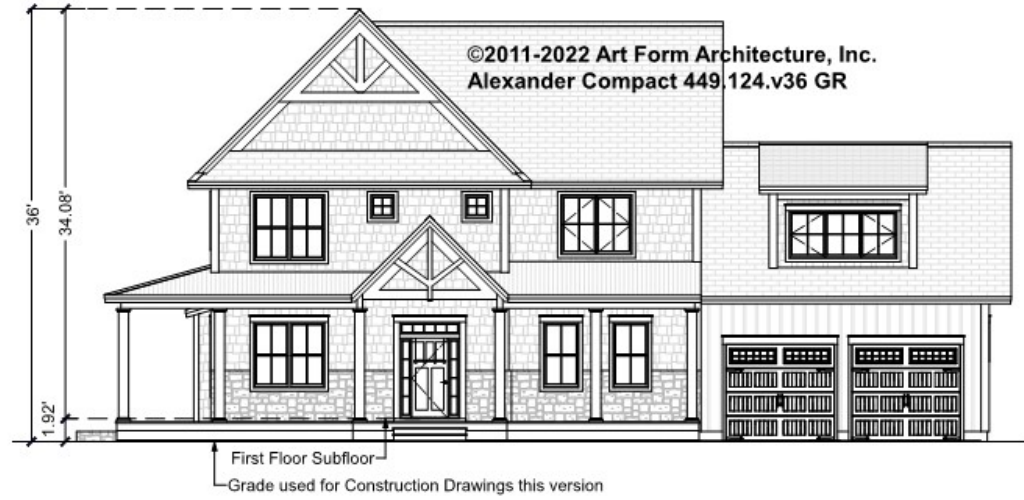 ©2011-2022 Art Form Architecture, Inc.
Alexander Compact 449.124.v36 GR
36'
34.08'
1.92'
First Floor Subfloor
Grade used for Construction Drawings this version